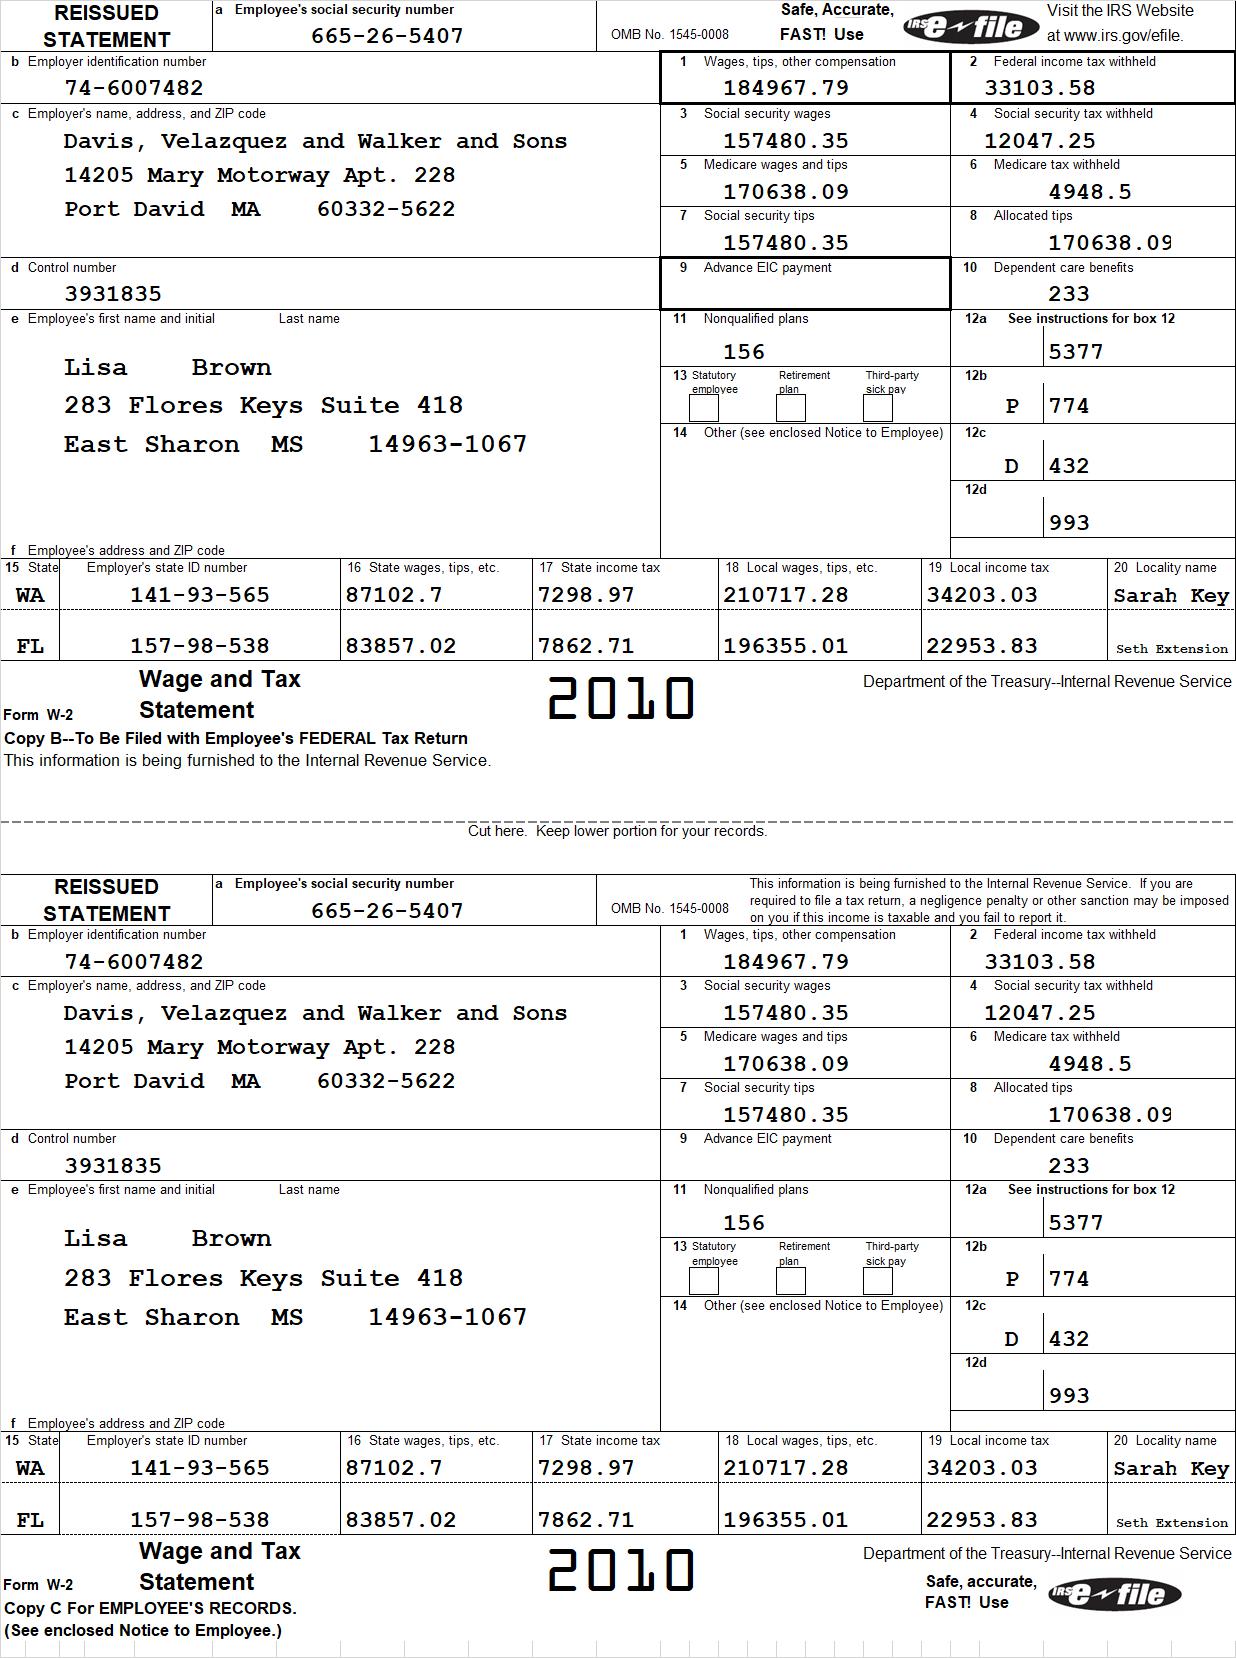 REISSUED STATEMENT
a Employee's social security number
665-26-5407
OMB No. 1545-0008
Safe, Accurate, FAST! Use
IRS e-file
Visit the IRS Website at www.irs.gov/efile.
b Employer identification number
74-6007482
1 Wages, tips, other compensation
184967.79
2 Federal income tax withheld
33103.58
c Employer's name, address, and ZIP code
Davis, Velazquez and Walker and Sons
14205 Mary Motorway Apt. 228
Port David MA 60332-5622
3 Social security wages
157480.35
4 Social security tax withheld
12047.25
5 Medicare wages and tips
170638.09
6 Medicare tax withheld
4948.5
7 Social security tips
157480.35
8 Allocated tips
170638.09
d Control number
3931835
9 Advance EIC payment
10 Dependent care benefits
233
e Employee's first name and initial Last name
Lisa Brown
283 Flores Keys Suite 418
East Sharon MS 14963-1067
f Employee's address and ZIP code
11 Nonqualified plans
156
12a See instructions for box 12
5377
13 Statutory employee Retirement plan Third-party sick pay
12b
P 774
14 Other (see enclosed Notice to Employee)
12c
D 432
12d
993
15 State Employer's state ID number 16 State wages, tips, etc. 17 State income tax 18 Local wages, tips, etc. 19 Local income tax 20 Locality name
WA 141-93-565 87102.7 7298.97 210717.28 34203.03 Sarah Key
FL 157-98-538 83857.02 7862.71 196355.01 22953.83 Seth Extension
Form W-2 Wage and Tax Statement
2010
Department of the Treasury--Internal Revenue Service
Copy B--To Be Filed with Employee's FEDERAL Tax Return
This information is being furnished to the Internal Revenue Service.
Cut here. Keep lower portion for your records.
REISSUED STATEMENT
a Employee's social security number
665-26-5407
OMB No. 1545-0008
This information is being furnished to the Internal Revenue Service. If you are
required to file a tax return, a negligence penalty or other sanction may be imposed
on you if this income is taxable and you fail to report it.
b Employer identification number
74-6007482
1 Wages, tips, other compensation
184967.79
2 Federal income tax withheld
33103.58
c Employer's name, address, and ZIP code
Davis, Velazquez and Walker and Sons
14205 Mary Motorway Apt. 228
Port David MA 60332-5622
3 Social security wages
157480.35
4 Social security tax withheld
12047.25
5 Medicare wages and tips
170638.09
6 Medicare tax withheld
4948.5
7 Social security tips
157480.35
8 Allocated tips
170638.09
d Control number
3931835
9 Advance EIC payment
10 Dependent care benefits
233
e Employee's first name and initial Last name
Lisa Brown
283 Flores Keys Suite 418
East Sharon MS 14963-1067
f Employee's address and ZIP code
11 Nonqualified plans
156
12a See instructions for box 12
5377
13 Statutory employee Retirement plan Third-party sick pay
12b
P 774
14 Other (see enclosed Notice to Employee)
12c
D 432
12d
993
15 State Employer's state ID number 16 State wages, tips, etc. 17 State income tax 18 Local wages, tips, etc. 19 Local income tax 20 Locality name
WA 141-93-565 87102.7 7298.97 210717.28 34203.03 Sarah Key
FL 157-98-538 83857.02 7862.71 196355.01 22953.83 Seth Extension
Form W-2 Wage and Tax Statement
2010
Department of the Treasury--Internal Revenue Service
Safe, accurate, FAST! Use
IRS e-file
Copy C For EMPLOYEE'S RECORDS.
(See enclosed Notice to Employee.)